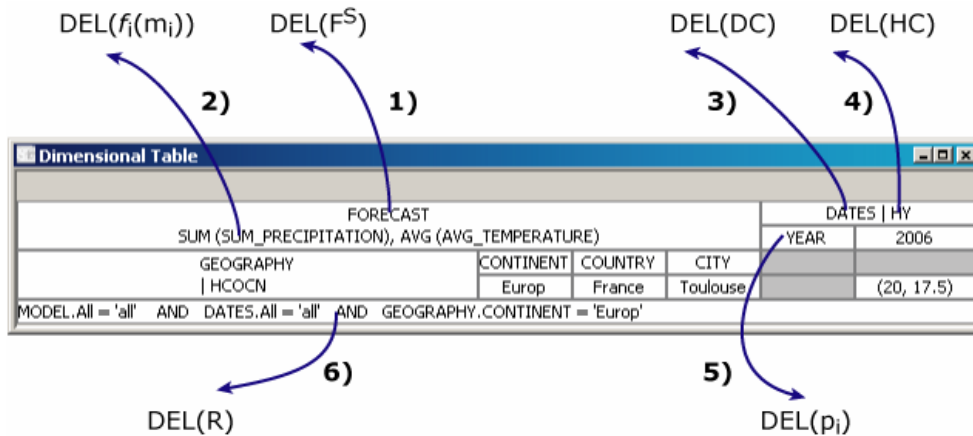 DEL(fi(mi)) DEL(F^S) DEL(DC) DEL(HC)
2) 1) 3) 4)
Dimensional Table
FORECAST DATES | HY
SUM (SUM_PRECIPITATION), AVG (AVG_TEMPERATURE) YEAR 2006
GEOGRAPHY CONTINENT COUNTRY CITY
| HCOCN Europ France Toulouse (20, 17.5)
MODEL.All = 'all' AND DATES.All = 'all' AND GEOGRAPHY.CONTINENT = 'Europ'
6) 5)
DEL(R) DEL(pi)